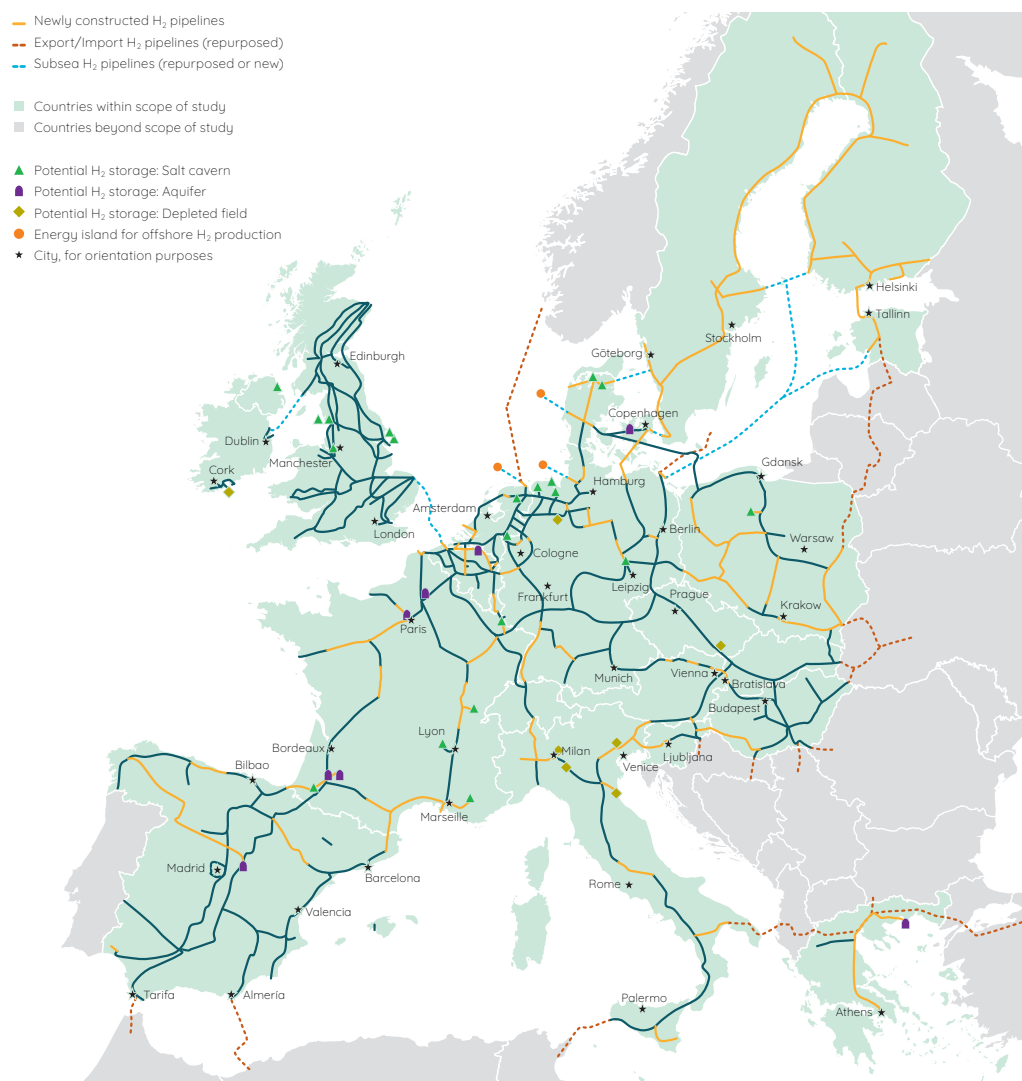 Newly constructed H₂ pipelines
Export/Import H₂ pipelines (repurposed)
Subsea H₂ pipelines (repurposed or new)
Countries within scope of study
Countries beyond scope of study
Potential H₂ storage: Salt cavern
Potential H₂ storage: Aquifer
Potential H₂ storage: Depleted field
Energy island for offshore H₂ production
City, for orientation purposes
Helsinki
Tallinn
Stockholm
Göteborg
Edinburgh
Copenhagen
Dublin
Manchester
Cork
Gdansk
Hamburg
Amsterdam
London
Berlin
Warsaw
Cologne
Leipzig
Frankfurt
Prague
Krakow
Paris
Munich
Vienna
Bratislava
Budapest
Lyon
Bordeaux
Milan
Ljubljana
Venice
Bilbao
Marseille
Madrid
Barcelona
Rome
Valencia
Tarifa
Almería
Palermo
Athens